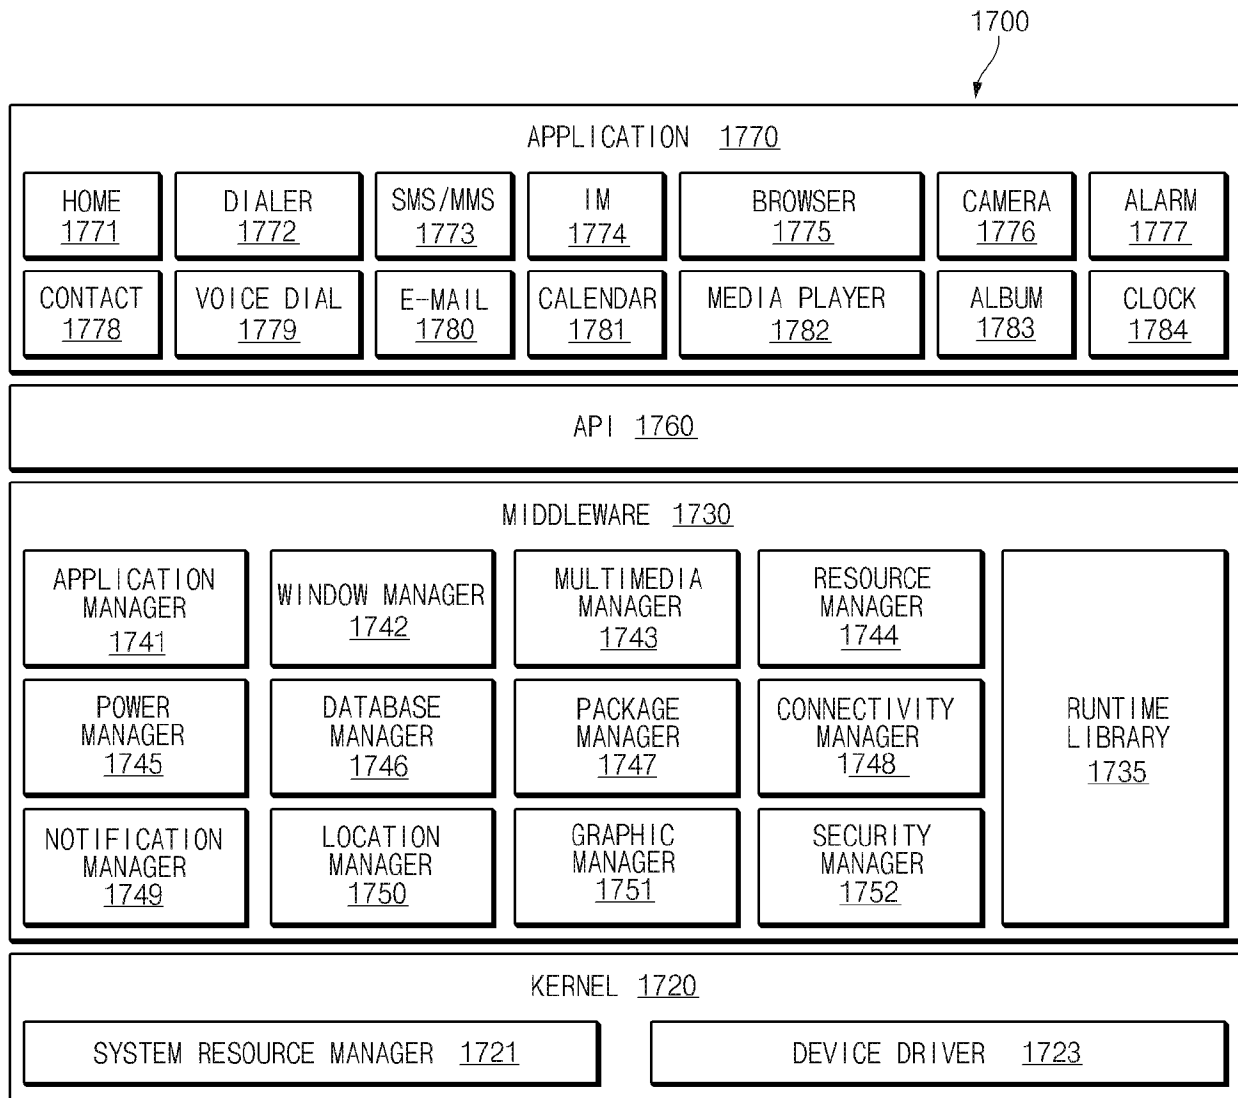 1700
APPLICATION 1770
HOME
1771
DIALER
1772
SMS/MMS
1773
IM
1774
BROWSER
1775
CAMERA
1776
ALARM
1777
CONTACT
1778
VOICE DIAL
1779
E-MAIL
1780
CALENDAR
1781
MEDIA PLAYER
1782
ALBUM
1783
CLOCK
1784
API 1760
MIDDLEWARE 1730
APPLICATION
MANAGER
1741
WINDOW MANAGER
1742
MULTIMEDIA
MANAGER
1743
RESOURCE
MANAGER
1744
POWER
MANAGER
1745
DATABASE
MANAGER
1746
PACKAGE
MANAGER
1747
CONNECTIVITY
MANAGER
1748
NOTIFICATION
MANAGER
1749
LOCATION
MANAGER
1750
GRAPHIC
MANAGER
1751
SECURITY
MANAGER
1752
RUNTIME
LIBRARY
1735
KERNEL 1720
SYSTEM RESOURCE MANAGER 1721
DEVICE DRIVER 1723